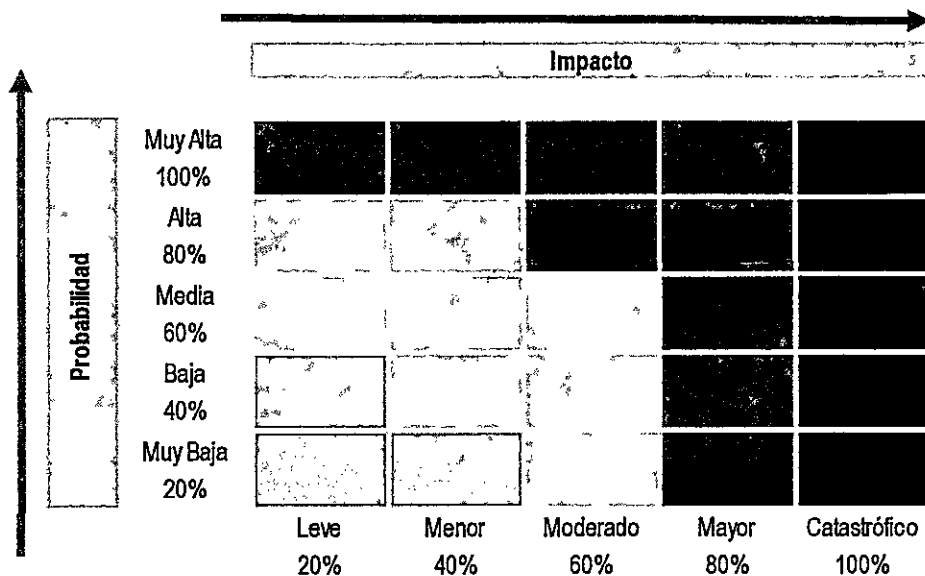 Impacto
Probabilidad
Muy Alta
100%
Alta
80%
Media
60%
Baja
40%
Muy Baja
20%
Leve
20%
Menor
40%
Moderado
60%
Mayor
80%
Catastrófico
100%